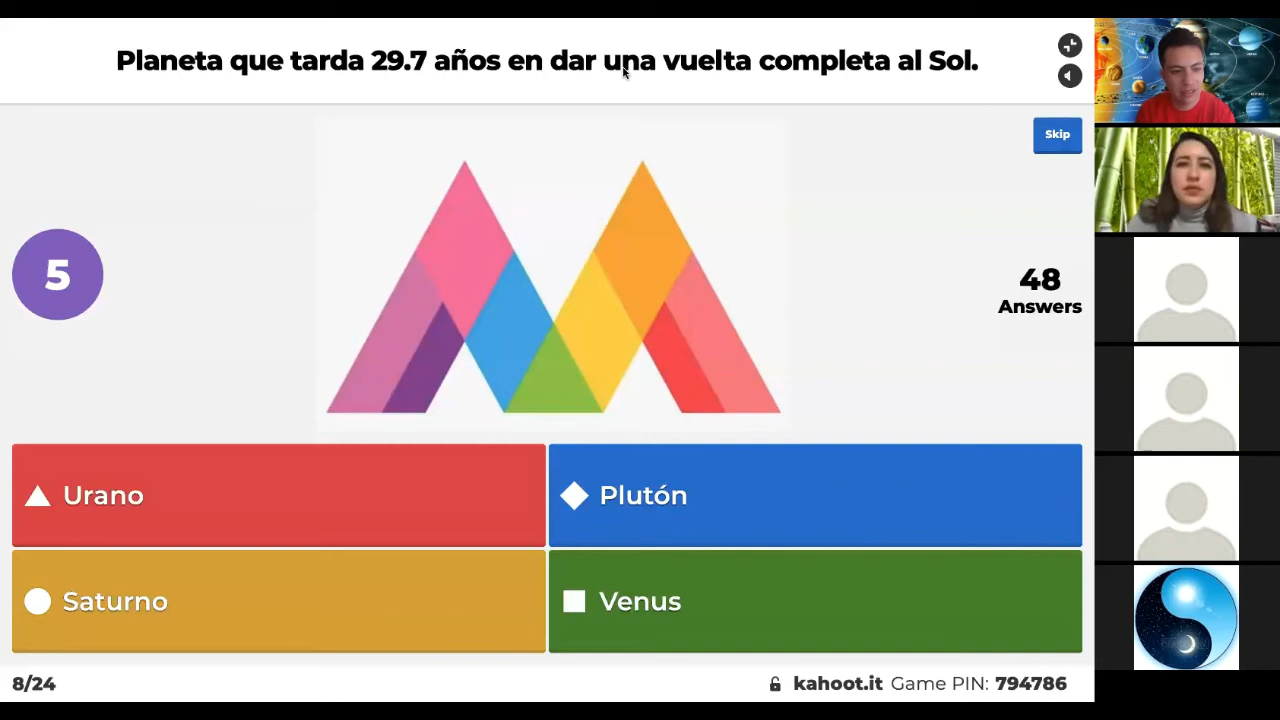 Planeta que tarda 29.7 años en dar una vuelta completa al Sol.
Skip
5
48
Answers
Urano
Plutón
Saturno
Venus
8/24
kahoot.it Game PIN: 794786